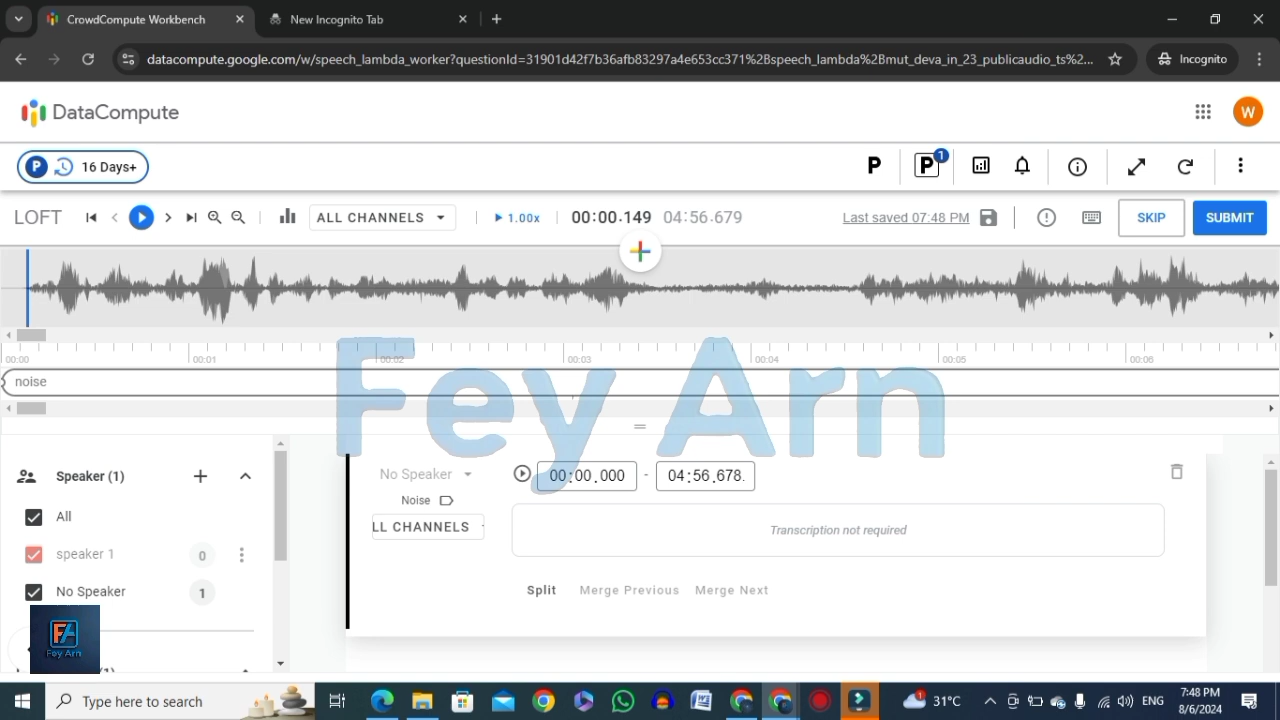 CrowdCompute Workbench
New Incognito Tab
datacompute.google.com/w/speech_lambda_worker?questionId=31901d42f7b36afb83297a4e653cc371%2Bspeech_lambda%2Bmut_deva_in_23_publicaudio_ts%2...
Incognito
DataCompute
W
P 16 Days+
P P 1
LOFT
ALL CHANNELS
1.00x
00:00.149 04:56.679
Last saved 07:48 PM
SKIP
SUBMIT
00:00 00:01 00:02 00:03 00:04 00:05 00:06
noise
Fey Arn
Speaker (1)
All
speaker 1 0
No Speaker 1
No Speaker
00:00.000 - 04:56.678.
Noise
LL CHANNELS
Transcription not required
Split Merge Previous Merge Next
FA
Fey Arn
Type here to search
1
31°C
ENG
7:48 PM
8/6/2024